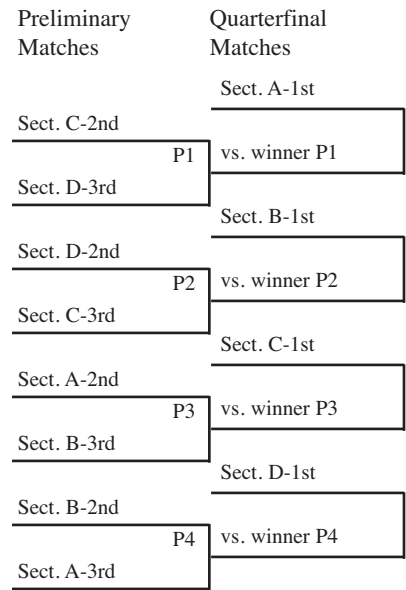 Preliminary
Matches
Quarterfinal
Matches
Sect. A-1st
Sect. C-2nd
P1
vs. winner P1
Sect. D-3rd
Sect. B-1st
Sect. D-2nd
P2
vs. winner P2
Sect. C-3rd
Sect. C-1st
Sect. A-2nd
P3
vs. winner P3
Sect. B-3rd
Sect. D-1st
Sect. B-2nd
P4
vs. winner P4
Sect. A-3rd